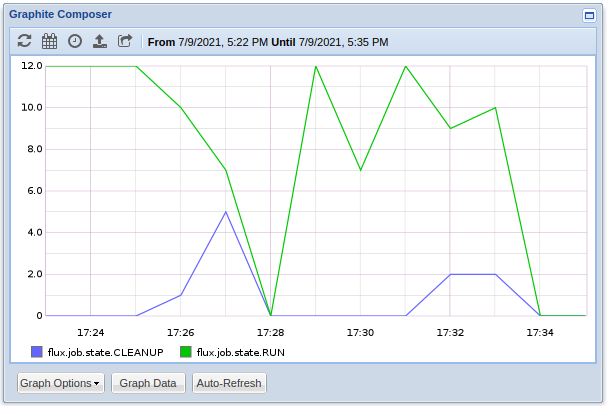 Graphite Composer
From 7/9/2021, 5:22 PM Until 7/9/2021, 5:35 PM
12.0
10.0
8.0
6.0
4.0
2.0
0
17:24 17:26 17:28 17:30 17:32 17:34
flux.job.state.CLEANUP flux.job.state.RUN
Graph Options Graph Data Auto-Refresh